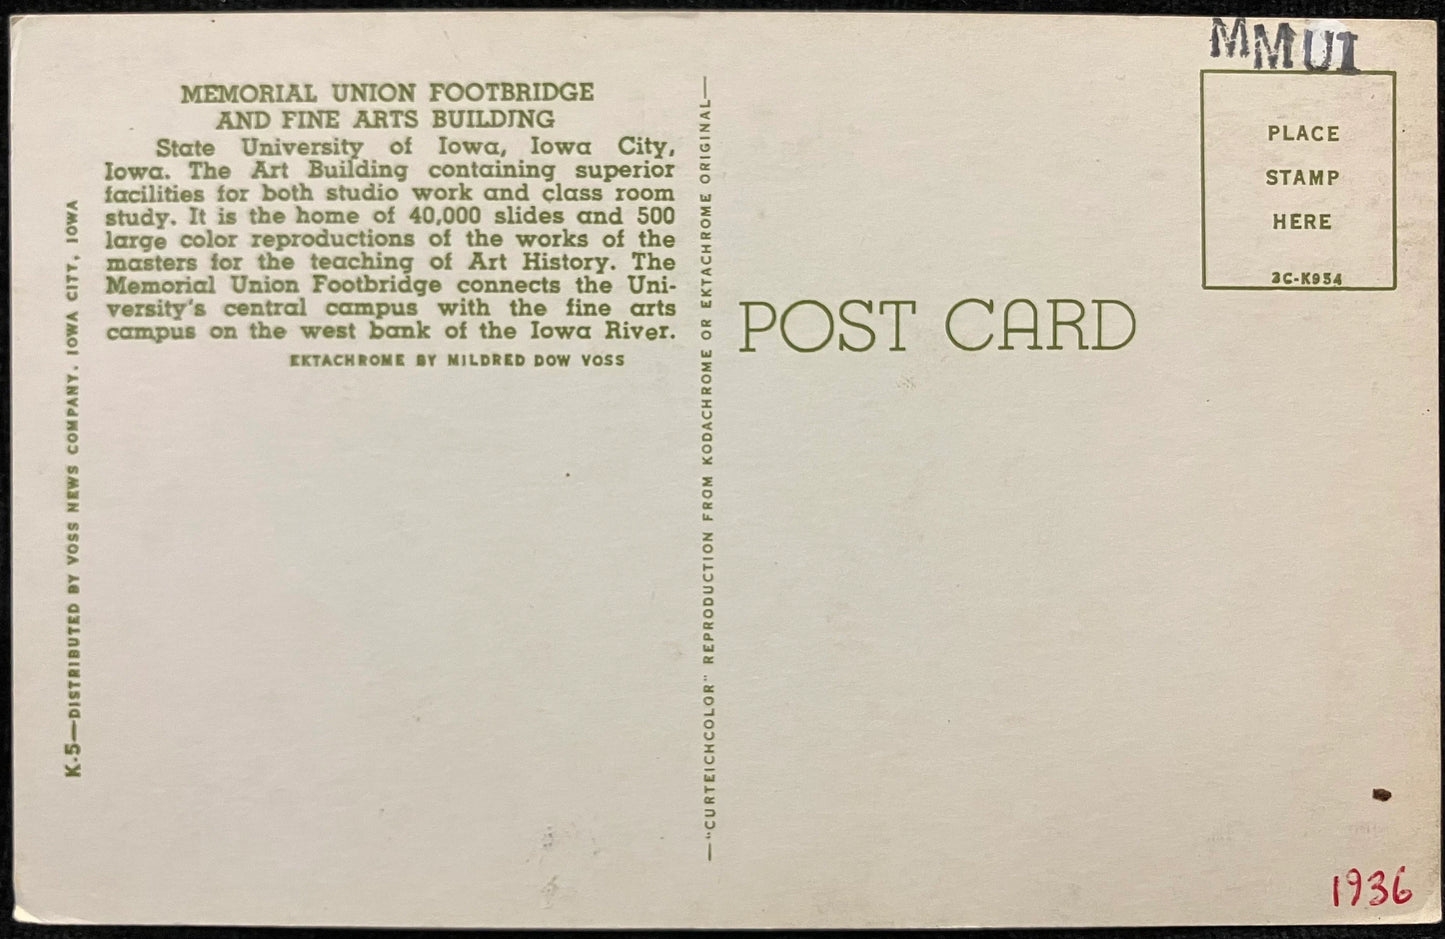 MEMORIAL UNION FOOTBRIDGE
AND FINE ARTS BUILDING
State University of Iowa, Iowa City,
Iowa. The Art Building containing superior
facilities for both studio work and class room
study. It is the home of 40,000 slides and 500
large color reproductions of the works of the
masters for the teaching of Art History. The
Memorial Union Footbridge connects the Uni-
versity's central campus with the fine arts
campus on the west bank of the Iowa River.
EKTACHROME BY MILDRED DOW VOSS
K-5—DISTRIBUTED BY VOSS NEWS COMPANY. IOWA CITY, IOWA
—"CURTEICHCOLOR" REPRODUCTION FROM KODACHROME OR EKTACHROME ORIGINAL—
POST CARD
MMUI
PLACE
STAMP
HERE
3C-K954
1936